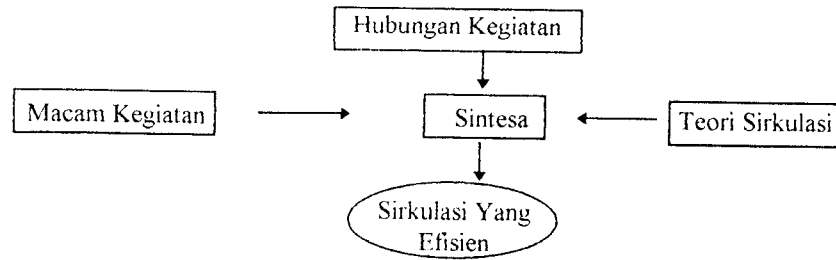 Hubungan Kegiatan
Macam Kegiatan
Sintesa
Teori Sirkulasi
Sirkulasi Yang
Efisien